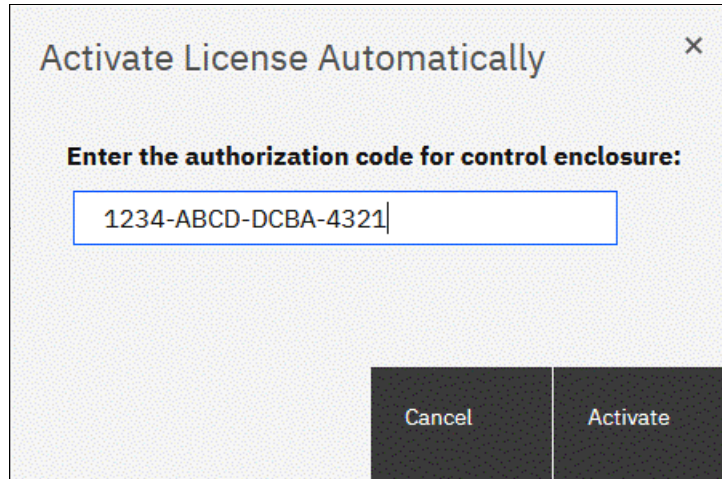 Activate License Automatically
Enter the authorization code for control enclosure:
1234-ABCD-DCBA-4321
Cancel Activate